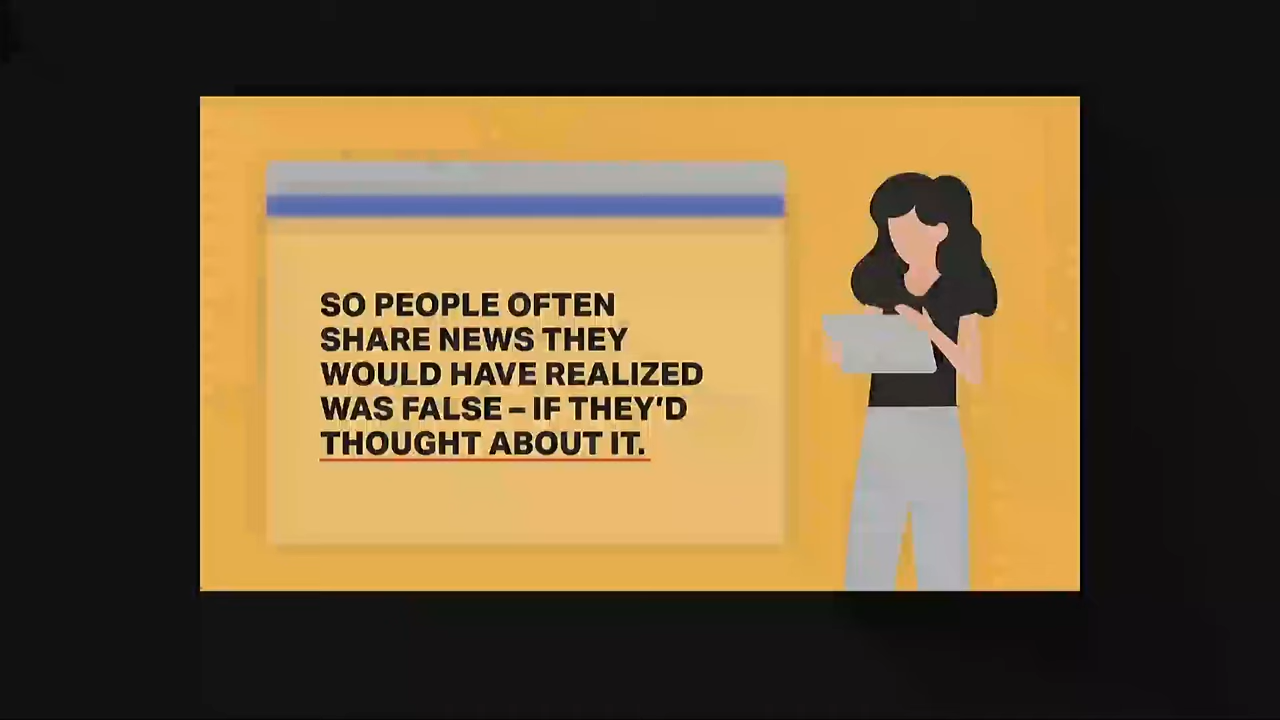 SO PEOPLE OFTEN
SHARE NEWS THEY
WOULD HAVE REALIZED
WAS FALSE – IF THEY'D
THOUGHT ABOUT IT.